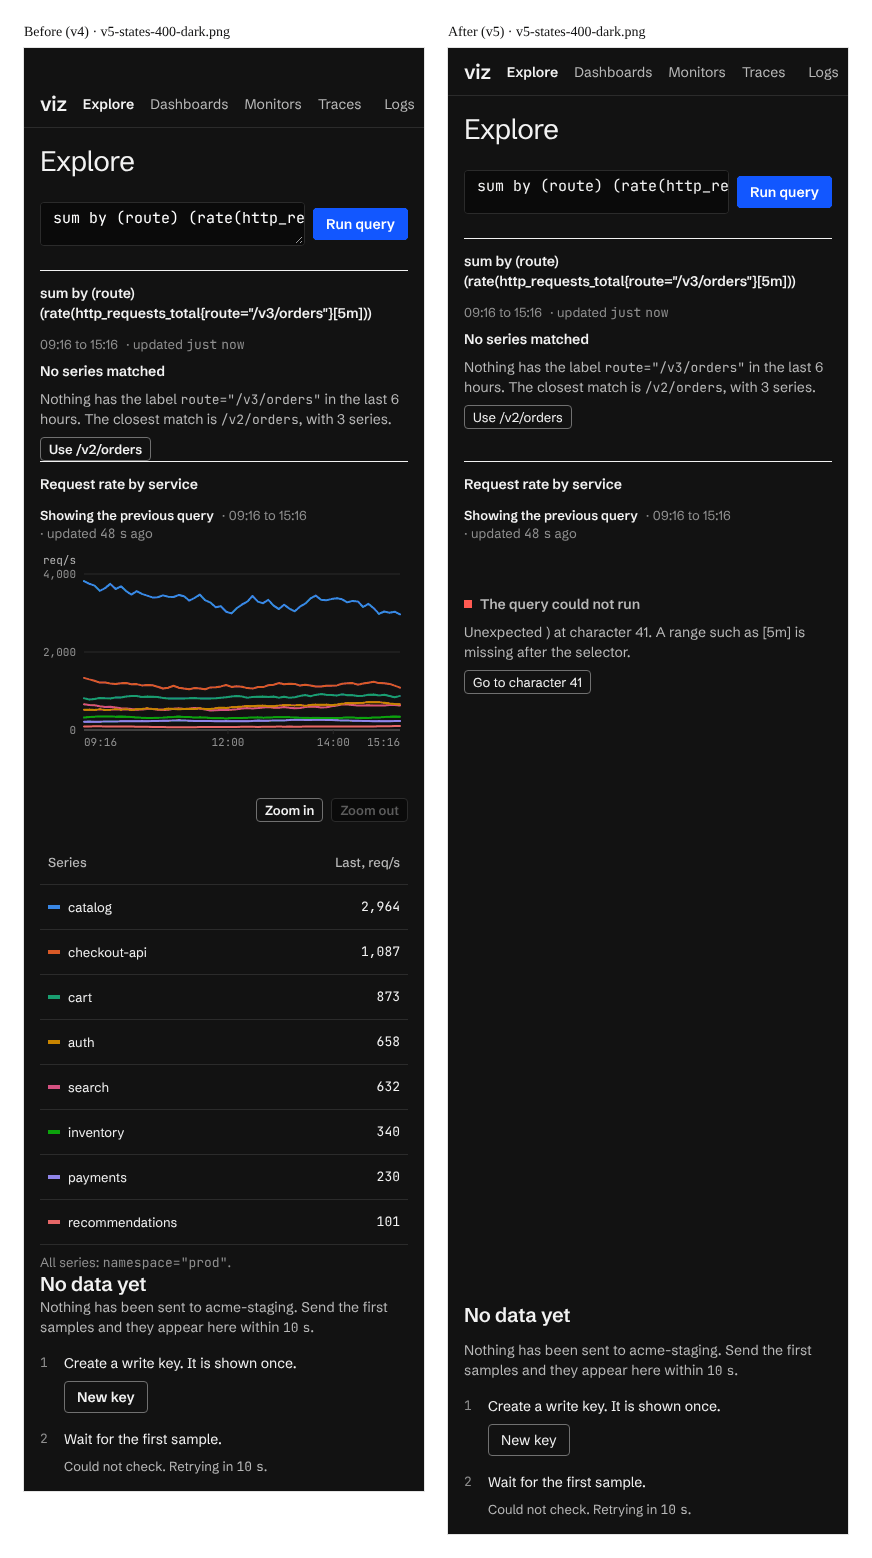 Before (v4) · v5-states-400-dark.png
viz Explore Dashboards Monitors Traces Logs
Explore
sum by (route) (rate(http_re
Run query
sum by (route)
(rate(http_requests_total{route="/v3/orders"}[5m]))
09:16 to 15:16 · updated just now
No series matched
Nothing has the label route="/v3/orders" in the last 6
hours. The closest match is /v2/orders, with 3 series.
Use /v2/orders
Request rate by service
Showing the previous query · 09:16 to 15:16
· updated 48 s ago
req/s
4,000
2,000
0
09:16 12:00 14:00 15:16
Zoom in Zoom out
Series Last, req/s
catalog 2,964
checkout-api 1,087
cart 873
auth 658
search 632
inventory 340
payments 230
recommendations 101
All series: namespace="prod".
No data yet
Nothing has been sent to acme-staging. Send the first
samples and they appear here within 10 s.
1 Create a write key. It is shown once.
New key
2 Wait for the first sample.
Could not check. Retrying in 10 s.
After (v5) · v5-states-400-dark.png
viz Explore Dashboards Monitors Traces Logs
Explore
sum by (route) (rate(http_re
Run query
sum by (route)
(rate(http_requests_total{route="/v3/orders"}[5m]))
09:16 to 15:16 · updated just now
No series matched
Nothing has the label route="/v3/orders" in the last 6
hours. The closest match is /v2/orders, with 3 series.
Use /v2/orders
Request rate by service
Showing the previous query · 09:16 to 15:16
· updated 48 s ago
The query could not run
Unexpected ) at character 41. A range such as [5m] is
missing after the selector.
Go to character 41
No data yet
Nothing has been sent to acme-staging. Send the first
samples and they appear here within 10 s.
1 Create a write key. It is shown once.
New key
2 Wait for the first sample.
Could not check. Retrying in 10 s.